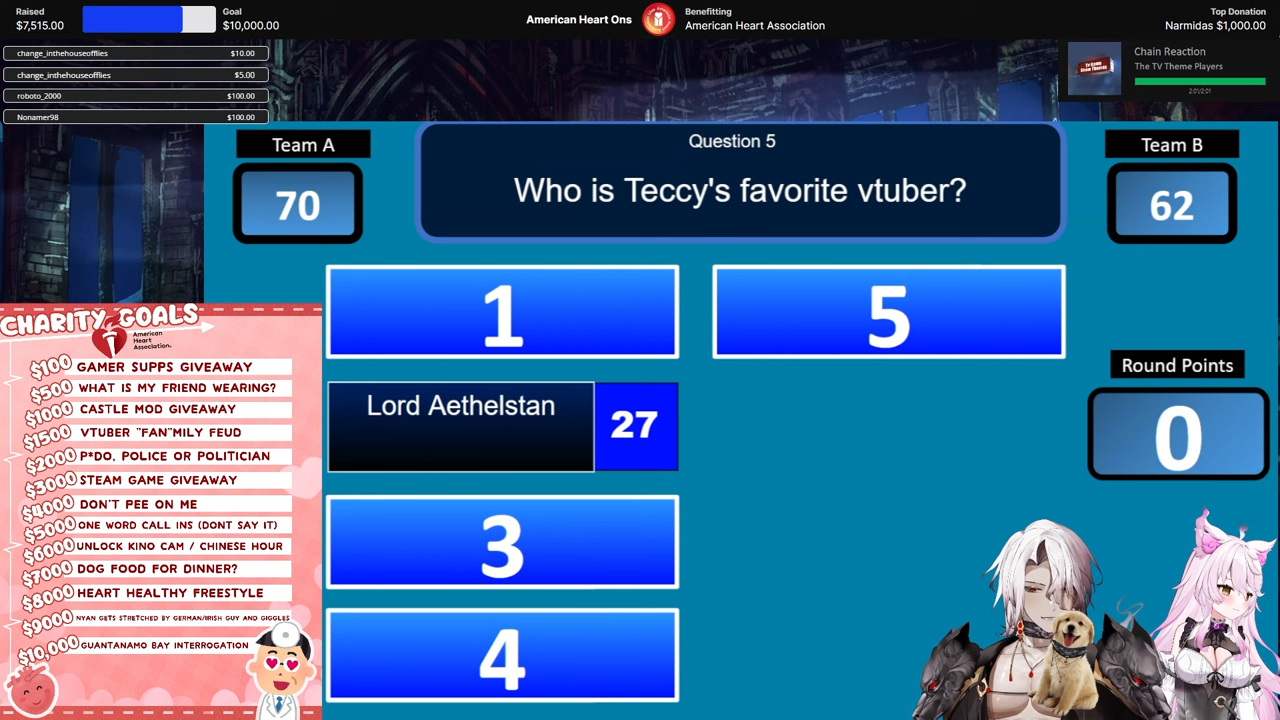 Raised
$7,515.00
Goal
$10,000.00
American Heart Ons
Benefitting
American Heart Association
Top Donation
Narmidas $1,000.00
change_inthehouseofflies $10.00
change_inthehouseofflies $5.00
roboto_2000 $100.00
Nonamer98 $100.00
Chain Reaction
The TV Theme Players
2:01/2:01
Team A
70
Question 5
Who is Teccy's favorite vtuber?
Team B
62
1
5
Lord Aethelstan 27
3
4
Round Points
0
CHARITY GOALS
American
Heart
Association.
$100 GAMER SUPPS GIVEAWAY
$500 WHAT IS MY FRIEND WEARING?
$1000 CASTLE MOD GIVEAWAY
$1500 VTUBER "FAN"MILY FEUD
$2000 P*DO, POLICE OR POLITICIAN
$3000 STEAM GAME GIVEAWAY
$4000 DON'T PEE ON ME
$5000 ONE WORD CALL INS (DONT SAY IT)
$6000 UNLOCK KINO CAM / CHINESE HOUR
$7000 DOG FOOD FOR DINNER?
$8000 HEART HEALTHY FREESTYLE
$9000 NYAN GETS STRETCHED BY GERMAN/IRISH GUY AND GIGGLES
$10,000 GUANTANAMO BAY INTERROGATION